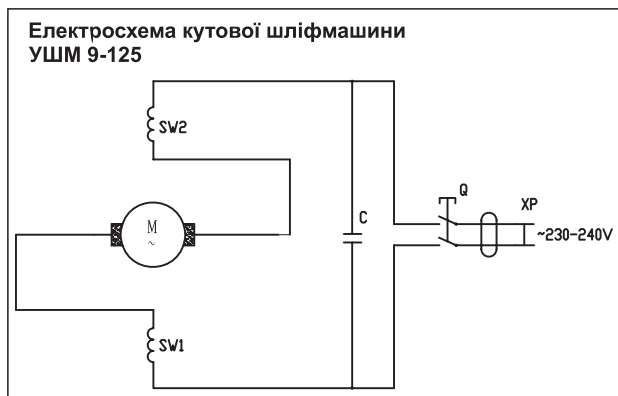 Електросхема кутової шліфмашини
УШМ 9-125
SW2
M
~
C
Q
XP
~230-240V
SW1